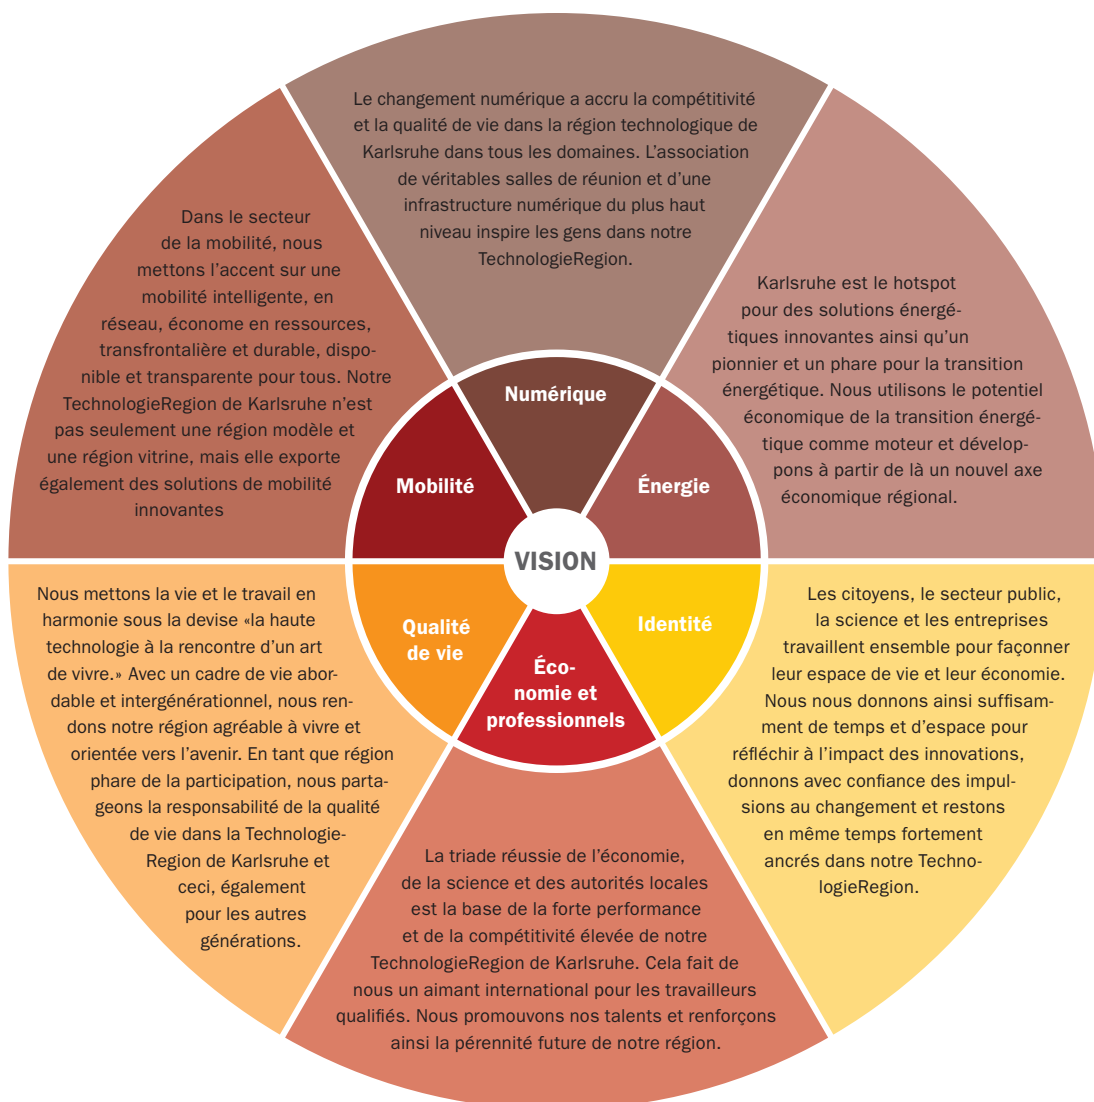 Le changement numérique a accru la compétitivité
et la qualité de vie dans la région technologique de
Karlsruhe dans tous les domaines. L’association
de véritables salles de réunion et d’une
infrastructure numérique du plus haut
niveau inspire les gens dans notre
TechnologieRegion.
Dans le secteur
de la mobilité, nous
mettons l’accent sur une
mobilité intelligente, en
réseau, économe en ressources,
transfrontalière et durable, dispo-
nible et transparente pour tous. Notre
TechnologieRegion de Karlsruhe n’est
pas seulement une région modèle et
une région vitrine, mais elle exporte
également des solutions de mobilité
innovantes
Karlsruhe est le hotspot
pour des solutions énergé-
tiques innovantes ainsi qu’un
pionnier et un phare pour la transition
énergétique. Nous utilisons le potentiel
économique de la transition énergé-
tique comme moteur et dévelop-
pons à partir de là un nouvel axe
économique régional.
Numérique
Mobilité
Énergie
VISION
Qualité
de vie
Identité
Éco-
nomie et
professionnels
Nous mettons la vie et le travail en
harmonie sous la devise «la haute
technologie à la rencontre d’un art
de vivre.» Avec un cadre de vie abor-
dable et intergénérationnel, nous ren-
dons notre région agréable à vivre et
orientée vers l’avenir. En tant que région
phare de la participation, nous parta-
geons la responsabilité de la qualité
de vie dans la Technologie-
Region de Karlsruhe et
ceci, également
pour les autres
générations.
Les citoyens, le secteur public,
la science et les entreprises
travaillent ensemble pour façonner
leur espace de vie et leur économie.
Nous nous donnons ainsi suffisam-
ment de temps et d’espace pour
réfléchir à l’impact des innovations,
donnons avec confiance des impul-
sions au changement et restons
en même temps fortement
ancrés dans notre Techno-
logieRegion.
La triade réussie de l’économie,
de la science et des autorités locales
est la base de la forte performance
et de la compétitivité élevée de notre
TechnologieRegion de Karlsruhe. Cela fait de
nous un aimant international pour les travailleurs
qualifiés. Nous promouvons nos talents et renforçons
ainsi la pérennité future de notre région.